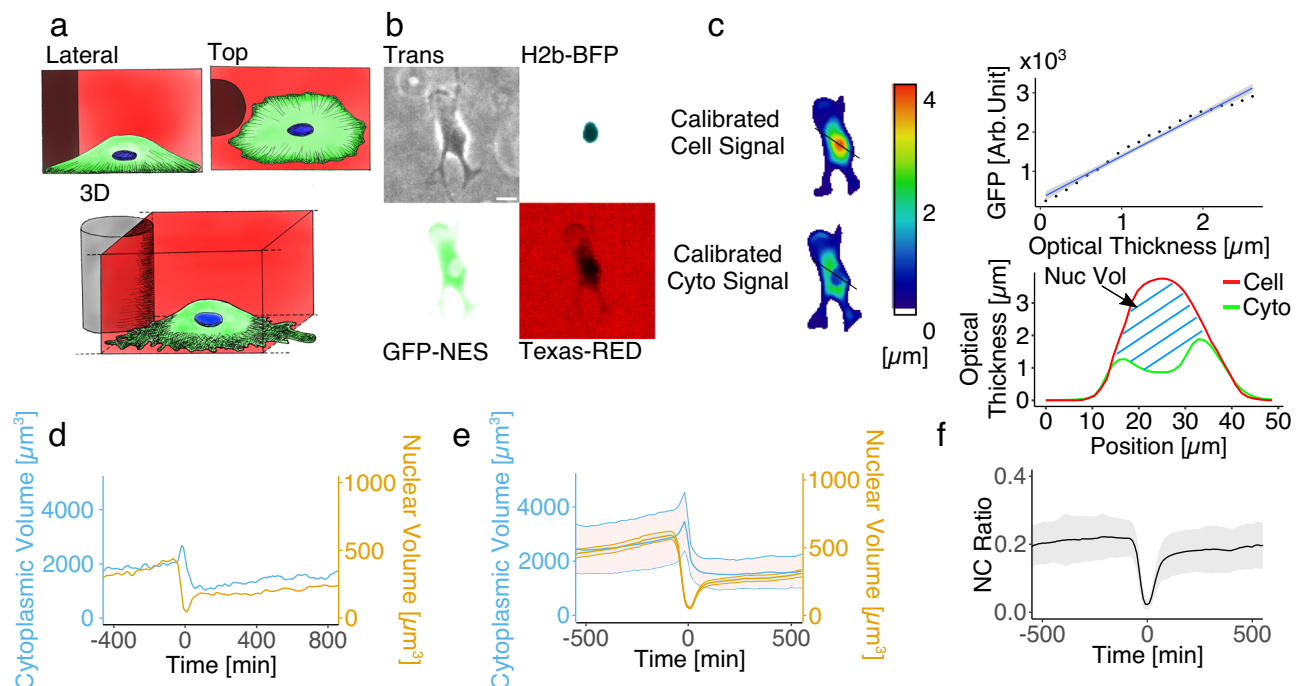 a
Lateral
Top
3D
b
Trans
H2b-BFP
GFP-NES
Texas-RED
c
Calibrated
Cell Signal
Calibrated
Cyto Signal
4
2
0
[µm]
x10³
GFP [Arb.Unit]
3
2
1
0
1
2
Optical Thickness [µm]
Nuc Vol
Cell
Cyto
Optical
Thickness [µm]
3
2
1
0
0
10
20
30
40
50
Position [µm]
d
Cytoplasmic Volume [µm³]
4000
2000
0
Nuclear Volume [µm³]
1000
500
0
-400
0
400
800
Time [min]
e
Cytoplasmic Volume [µm³]
4000
2000
0
Nuclear Volume [µm³]
1000
500
0
-500
0
500
Time [min]
f
NC Ratio
0.4
0.2
0.0
-500
0
500
Time [min]